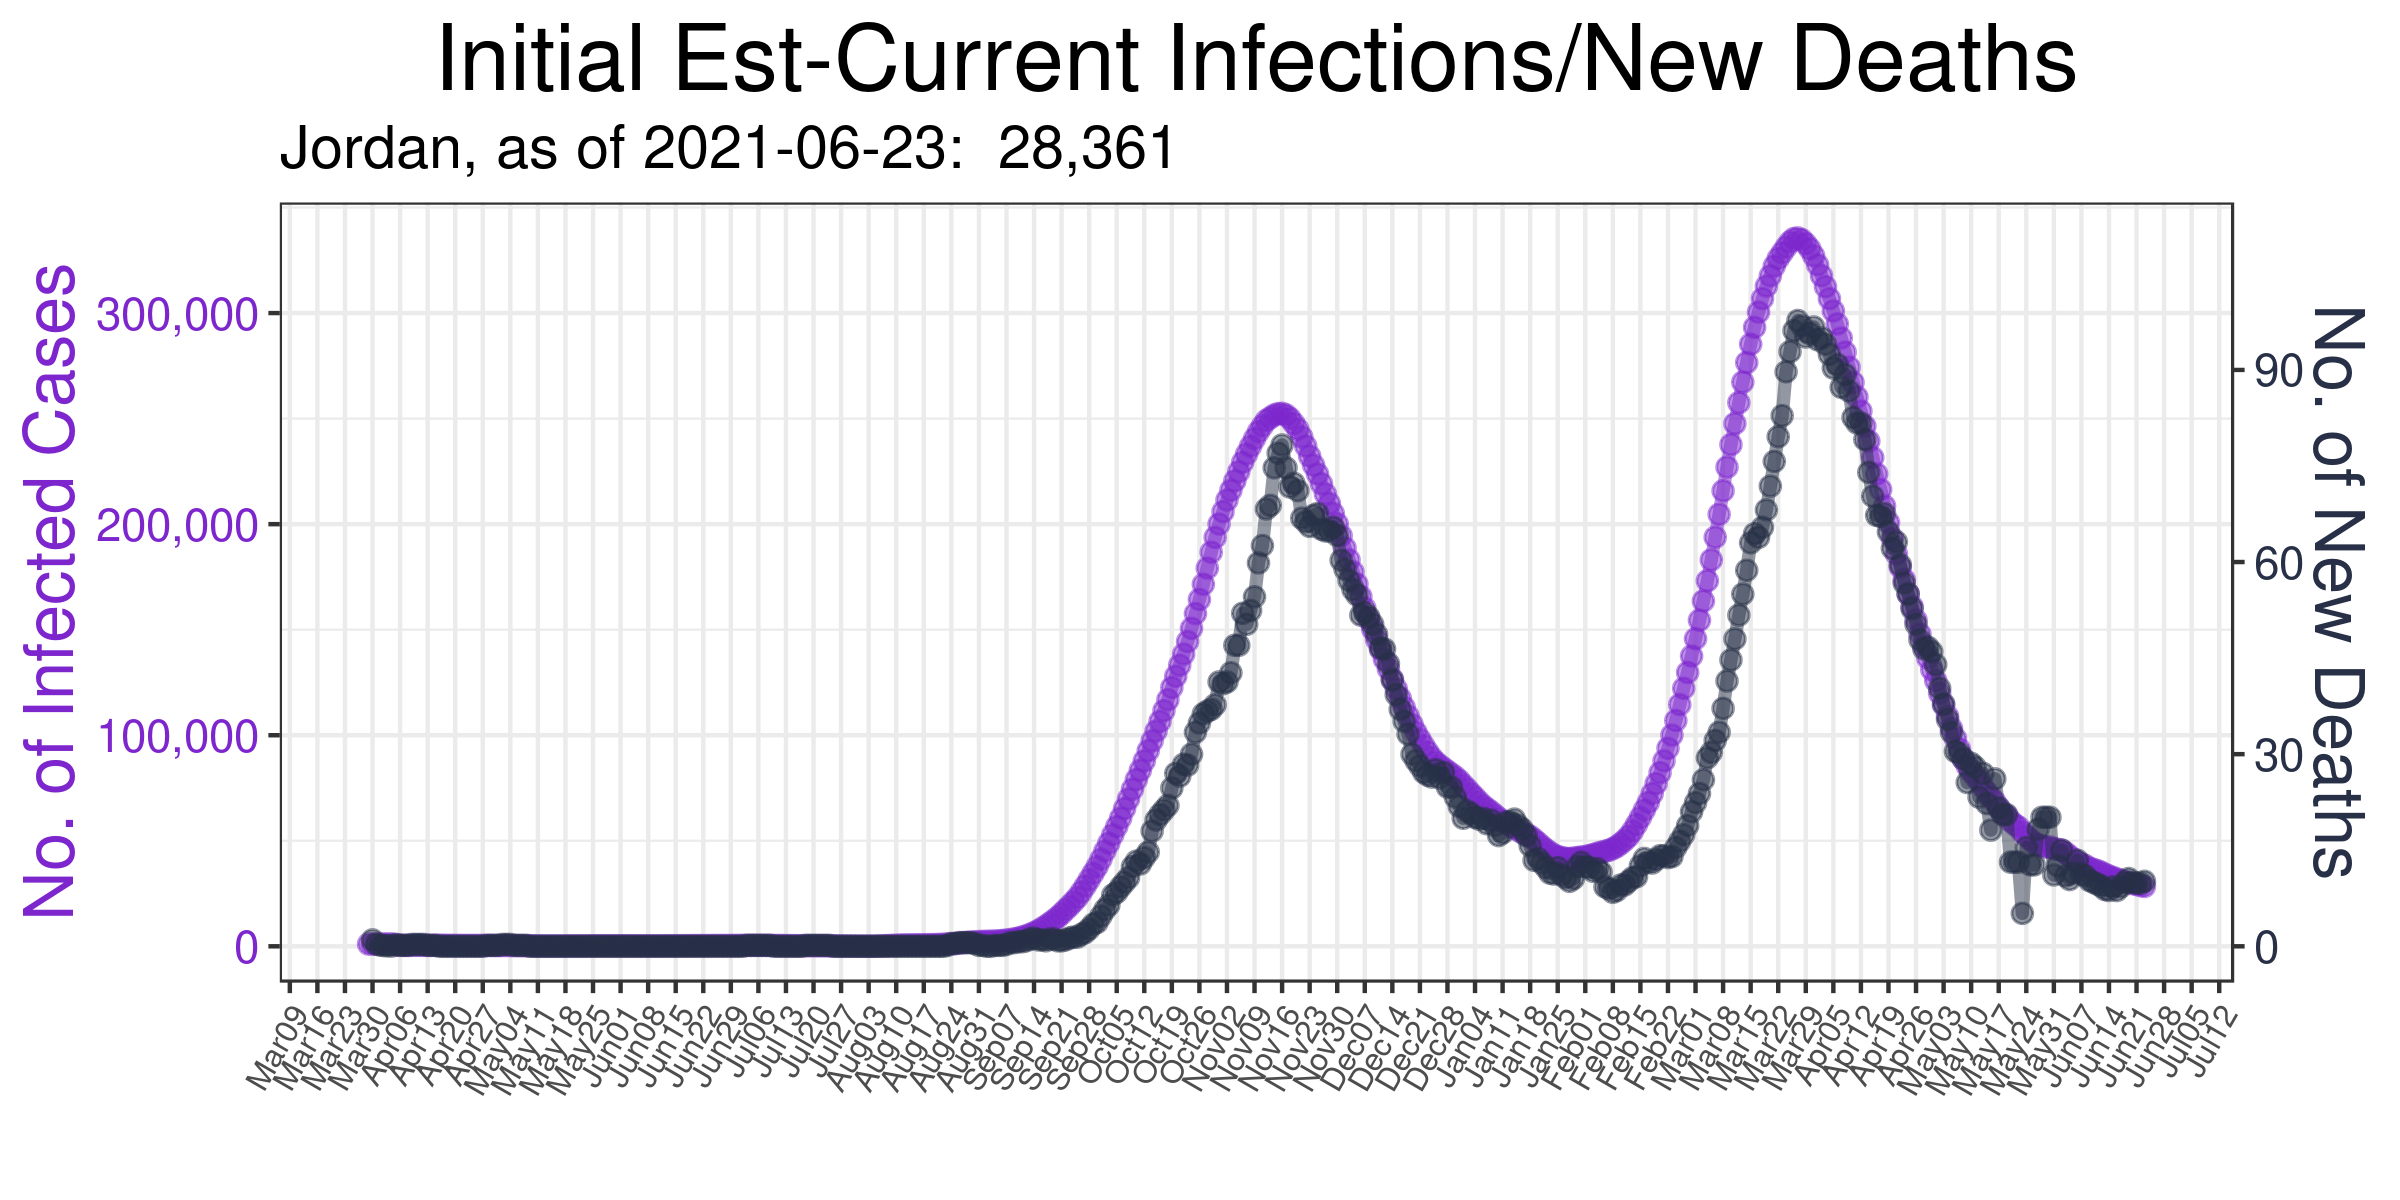 Initial Est-Current Infections/New Deaths
Jordan, as of 2021-06-23:  28,361
No. of Infected Cases
300,000
200,000
100,000
0
No. of New Deaths
90
60
30
0
Mar09
Mar16
Mar23
Mar30
Apr06
Apr13
Apr20
Apr27
May04
May11
May18
May25
Jun01
Jun08
Jun15
Jun22
Jun29
Jul06
Jul13
Jul20
Jul27
Aug03
Aug10
Aug17
Aug24
Aug31
Sep07
Sep14
Sep21
Sep28
Oct05
Oct12
Oct19
Oct26
Nov02
Nov09
Nov16
Nov23
Nov30
Dec07
Dec14
Dec21
Dec28
Jan04
Jan11
Jan18
Jan25
Feb01
Feb08
Feb15
Feb22
Mar01
Mar08
Mar15
Mar22
Mar29
Apr05
Apr12
Apr19
Apr26
May03
May10
May17
May24
May31
Jun07
Jun14
Jun21
Jun28
Jul05
Jul12